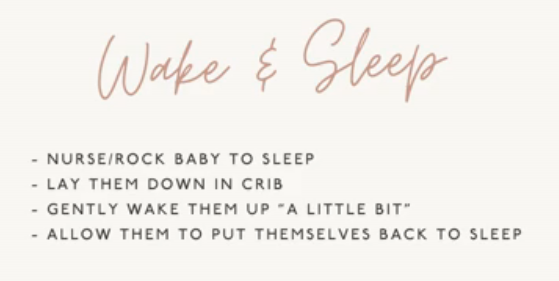 Wake & Sleep
- NURSE/ROCK BABY TO SLEEP
- LAY THEM DOWN IN CRIB
- GENTLY WAKE THEM UP "A LITTLE BIT"
- ALLOW THEM TO PUT THEMSELVES BACK TO SLEEP